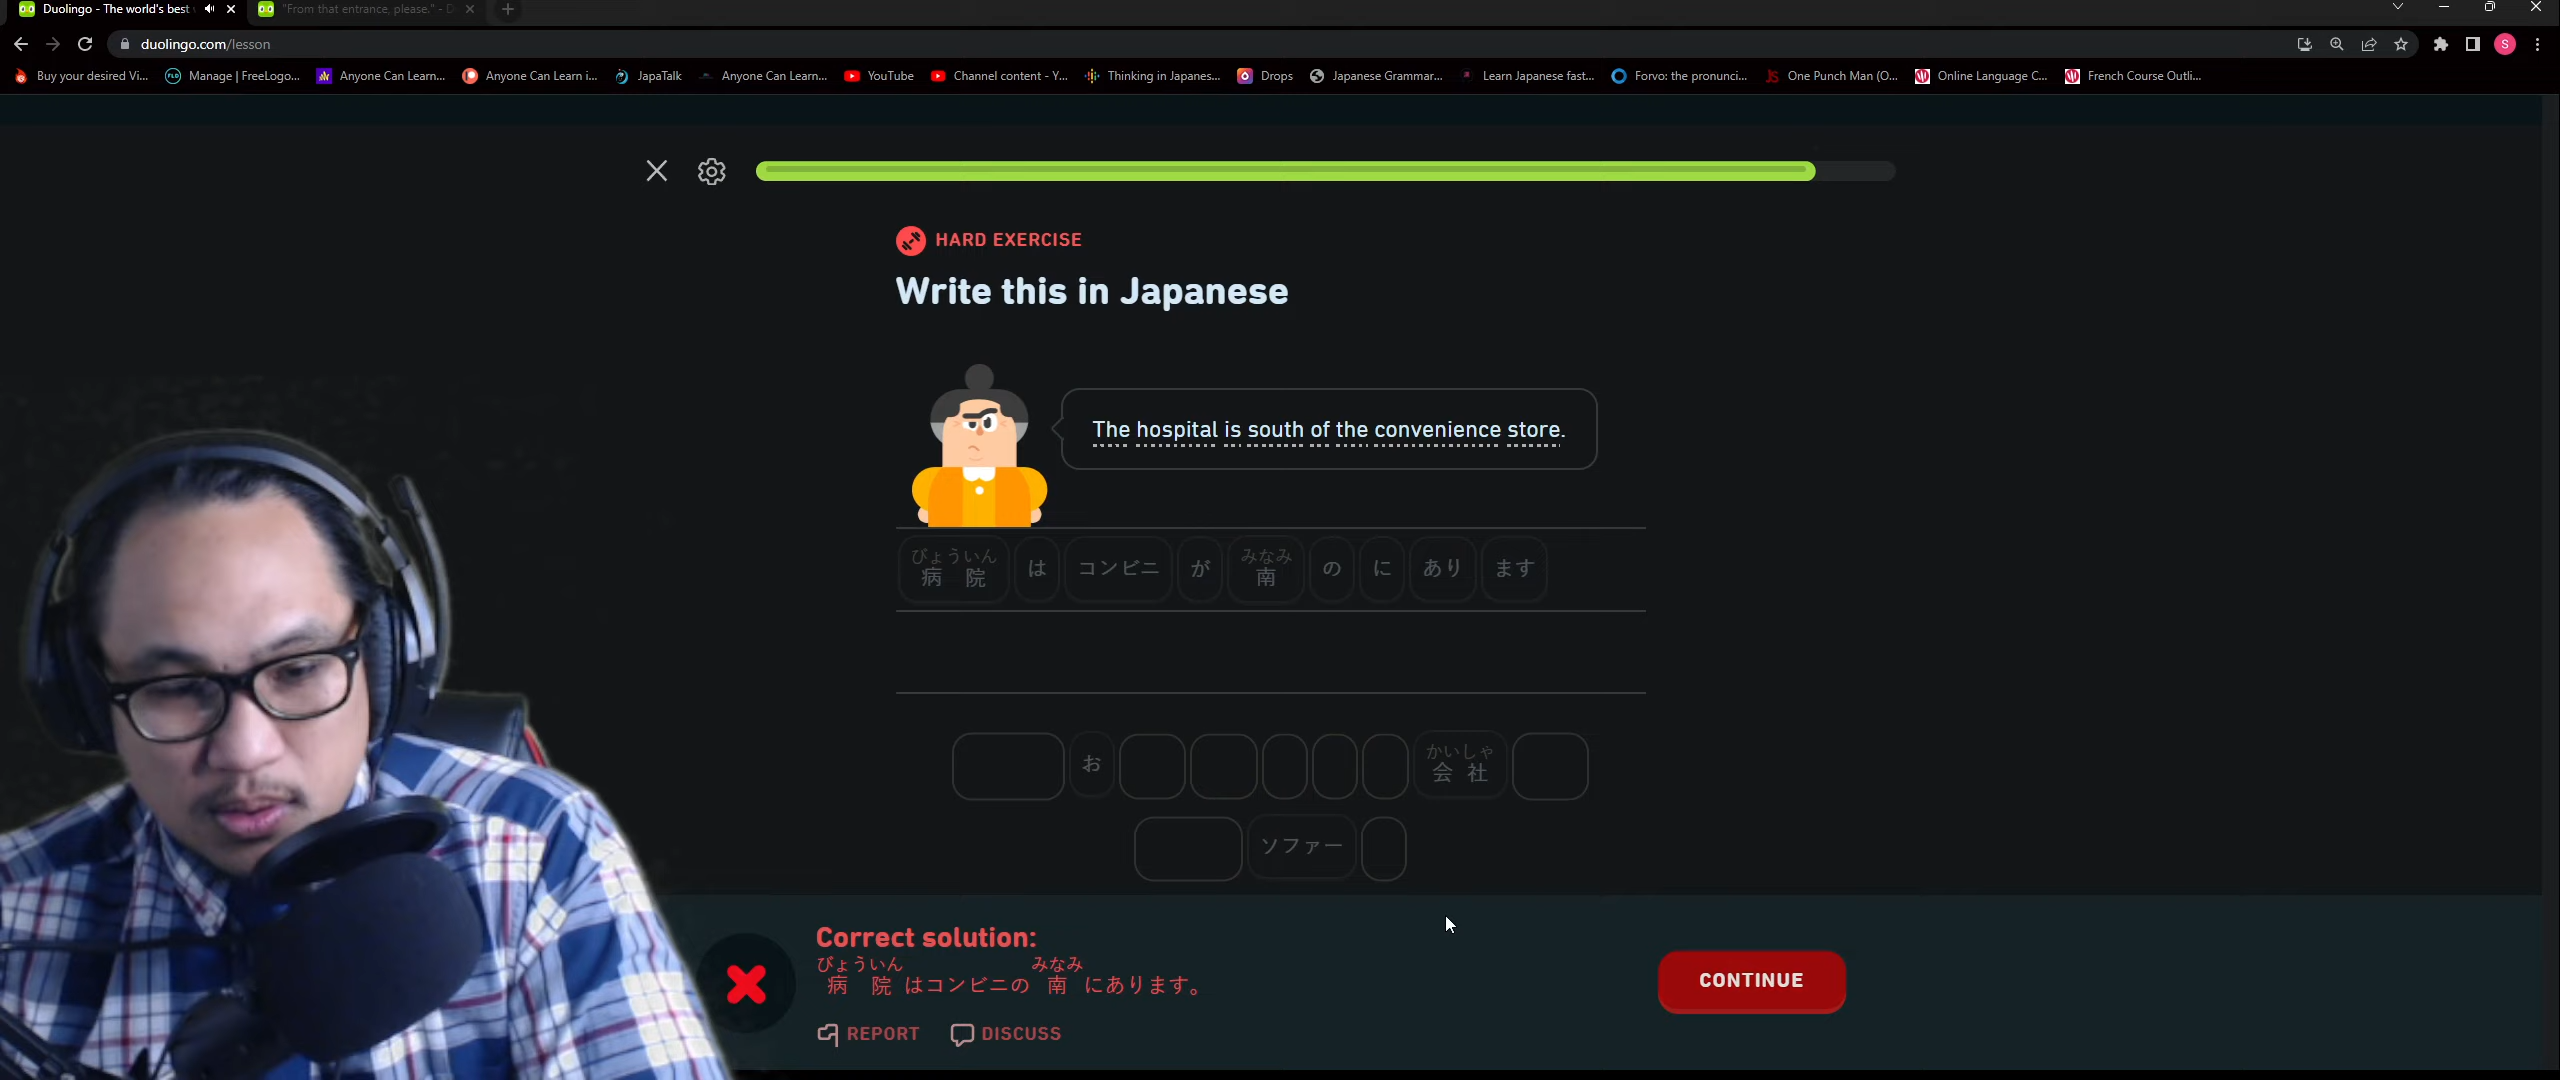 Duolingo - The world's best
"From that entrance, please." - D
duolingo.com/lesson
Buy your desired Vi... Manage | FreeLogo... Anyone Can Learn... Anyone Can Learn i... JapaTalk Anyone Can Learn... YouTube Channel content - Y... Thinking in Japanes... Drops Japanese Grammar... Learn Japanese fast... Forvo: the pronunci... One Punch Man (O... Online Language C... French Course Outli...
HARD EXERCISE
Write this in Japanese
The hospital is south of the convenience store.
びょういん みなみ
病院 は コンビニ が 南 の に あり ます
かいしゃ
お 会社
ソファー
Correct solution:
びょういん みなみ
病院はコンビニの南にあります。
CONTINUE
REPORT DISCUSS